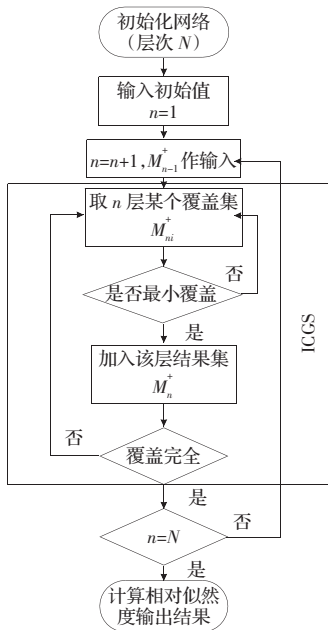 初始化网络
（层次 N）
输入初始值
n=1
n=n+1,M⁺ₙ₋₁作输入
取 n 层某个覆盖集
M⁺ₙᵢ
否
是否最小覆盖
是
加入该层结果集
M⁺ₙ
ICGS
否
覆盖完全
是
否
n=N
是
计算相对似然
度输出结果